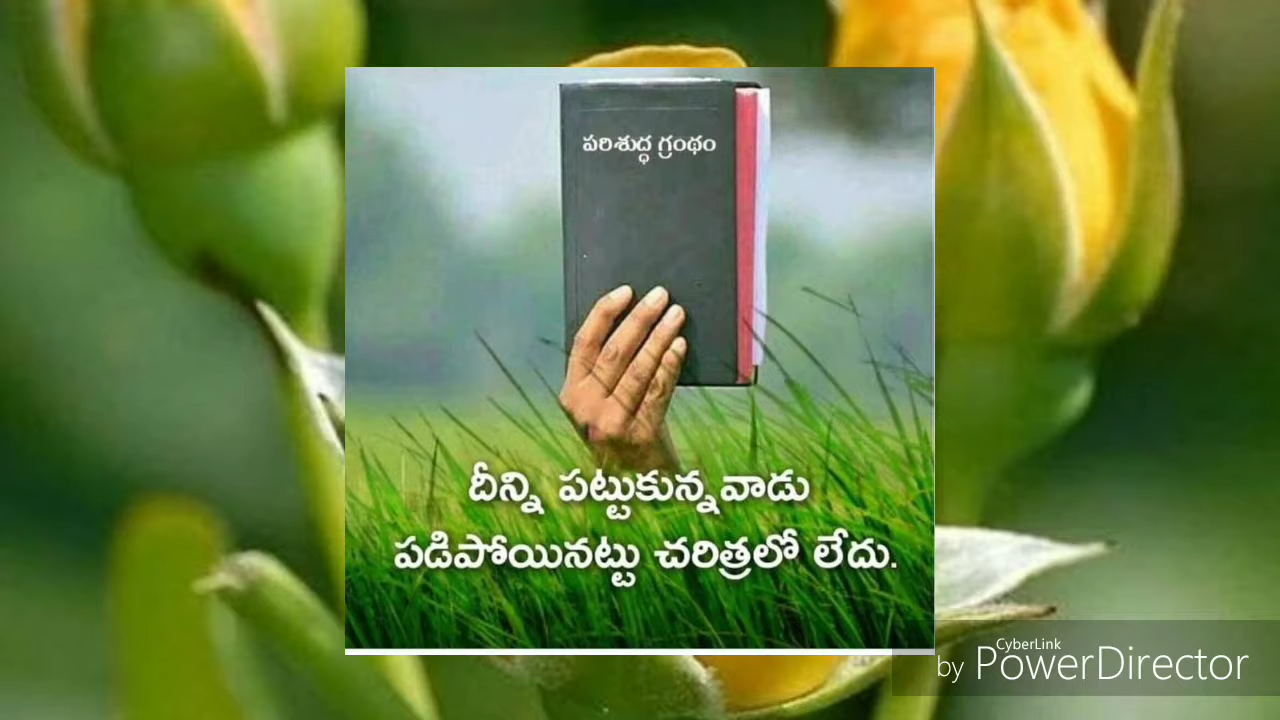 పరిశుద్ధ గ్రంథం
దీన్ని పట్టుకున్నవాడు
పడిపోయినట్టు చరిత్రలో లేదు.
CyberLink
by PowerDirector